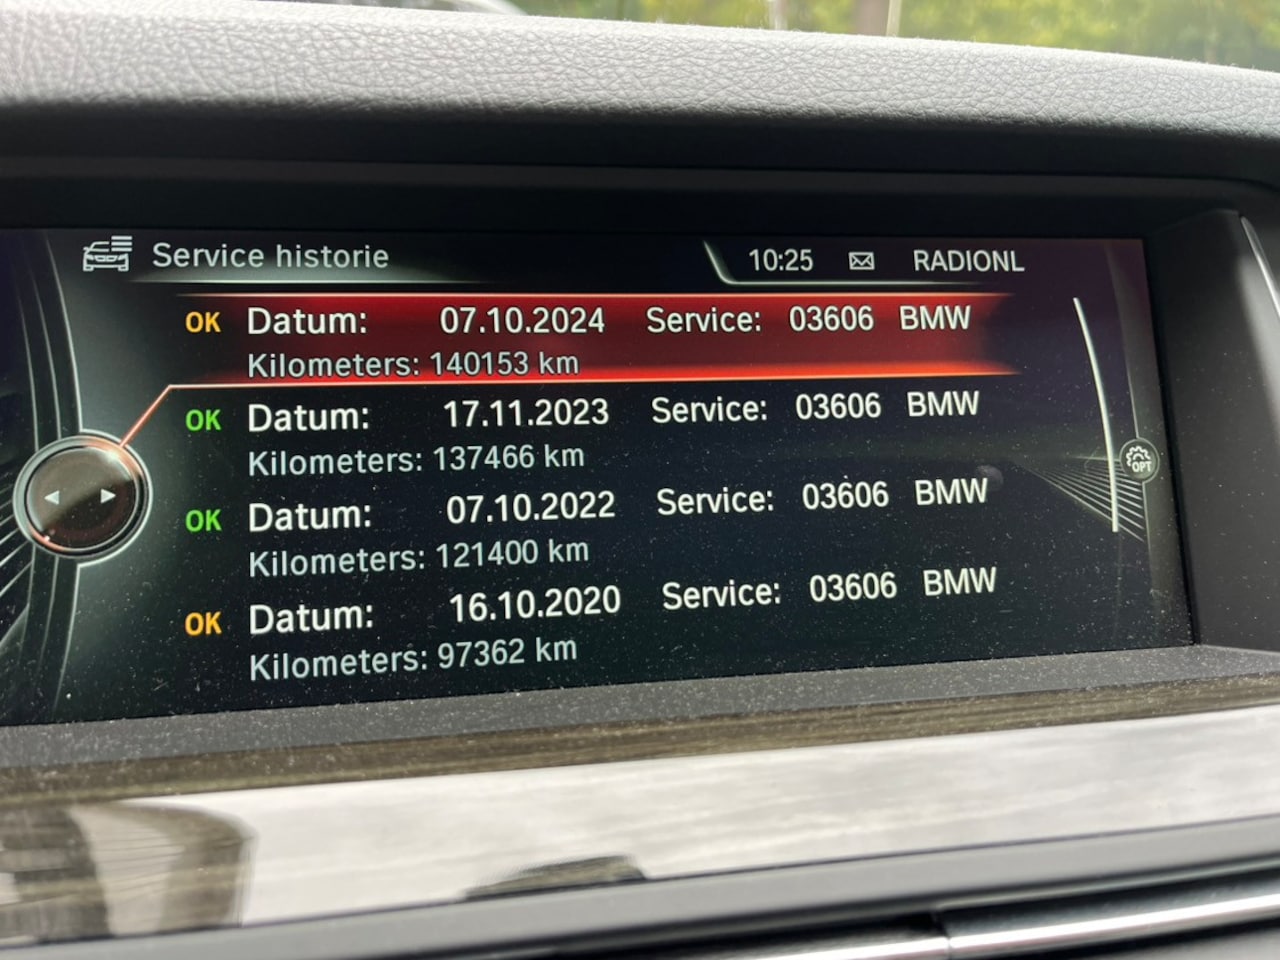 Service historie 10:25 RADIONL
OK Datum: 07.10.2024 Service: 03606 BMW
Kilometers: 140153 km
OK Datum: 17.11.2023 Service: 03606 BMW
Kilometers: 137466 km
OPT
OK Datum: 07.10.2022 Service: 03606 BMW
Kilometers: 121400 km
OK Datum: 16.10.2020 Service: 03606 BMW
Kilometers: 97362 km